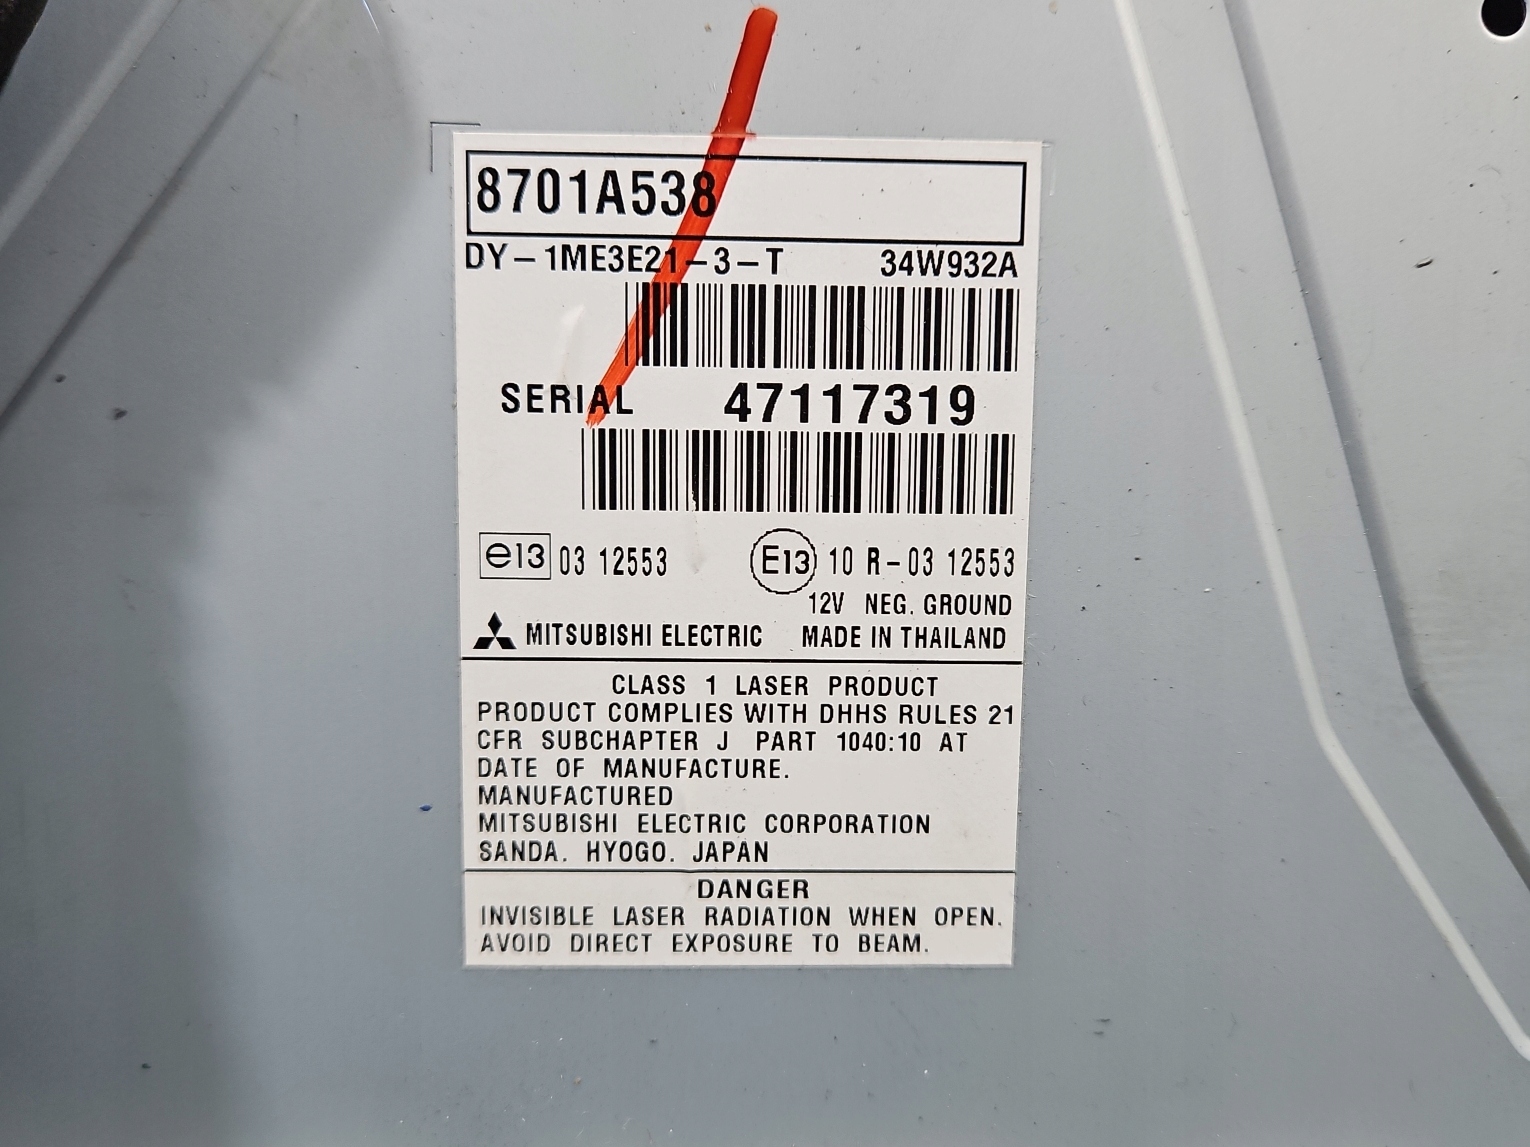 8701A538
DY-1ME3E21-3-T 34W932A
SERIAL 47117319
e13 03 12553 E13 10 R-03 12553
12V NEG. GROUND
MITSUBISHI ELECTRIC MADE IN THAILAND
CLASS 1 LASER PRODUCT
PRODUCT COMPLIES WITH DHHS RULES 21
CFR SUBCHAPTER J PART 1040:10 AT
DATE OF MANUFACTURE.
MANUFACTURED
MITSUBISHI ELECTRIC CORPORATION
SANDA. HYOGO. JAPAN
DANGER
INVISIBLE LASER RADIATION WHEN OPEN.
AVOID DIRECT EXPOSURE TO BEAM.